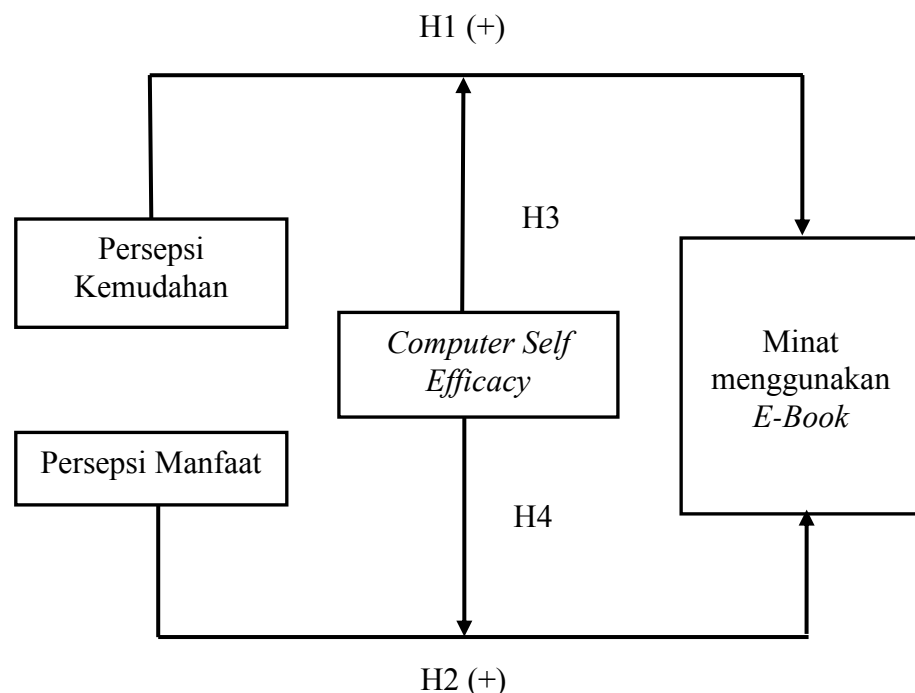 H1 (+)
H3
Persepsi
Kemudahan
Computer Self
Efficacy
Minat
menggunakan
E-Book
Persepsi Manfaat
H4
H2 (+)